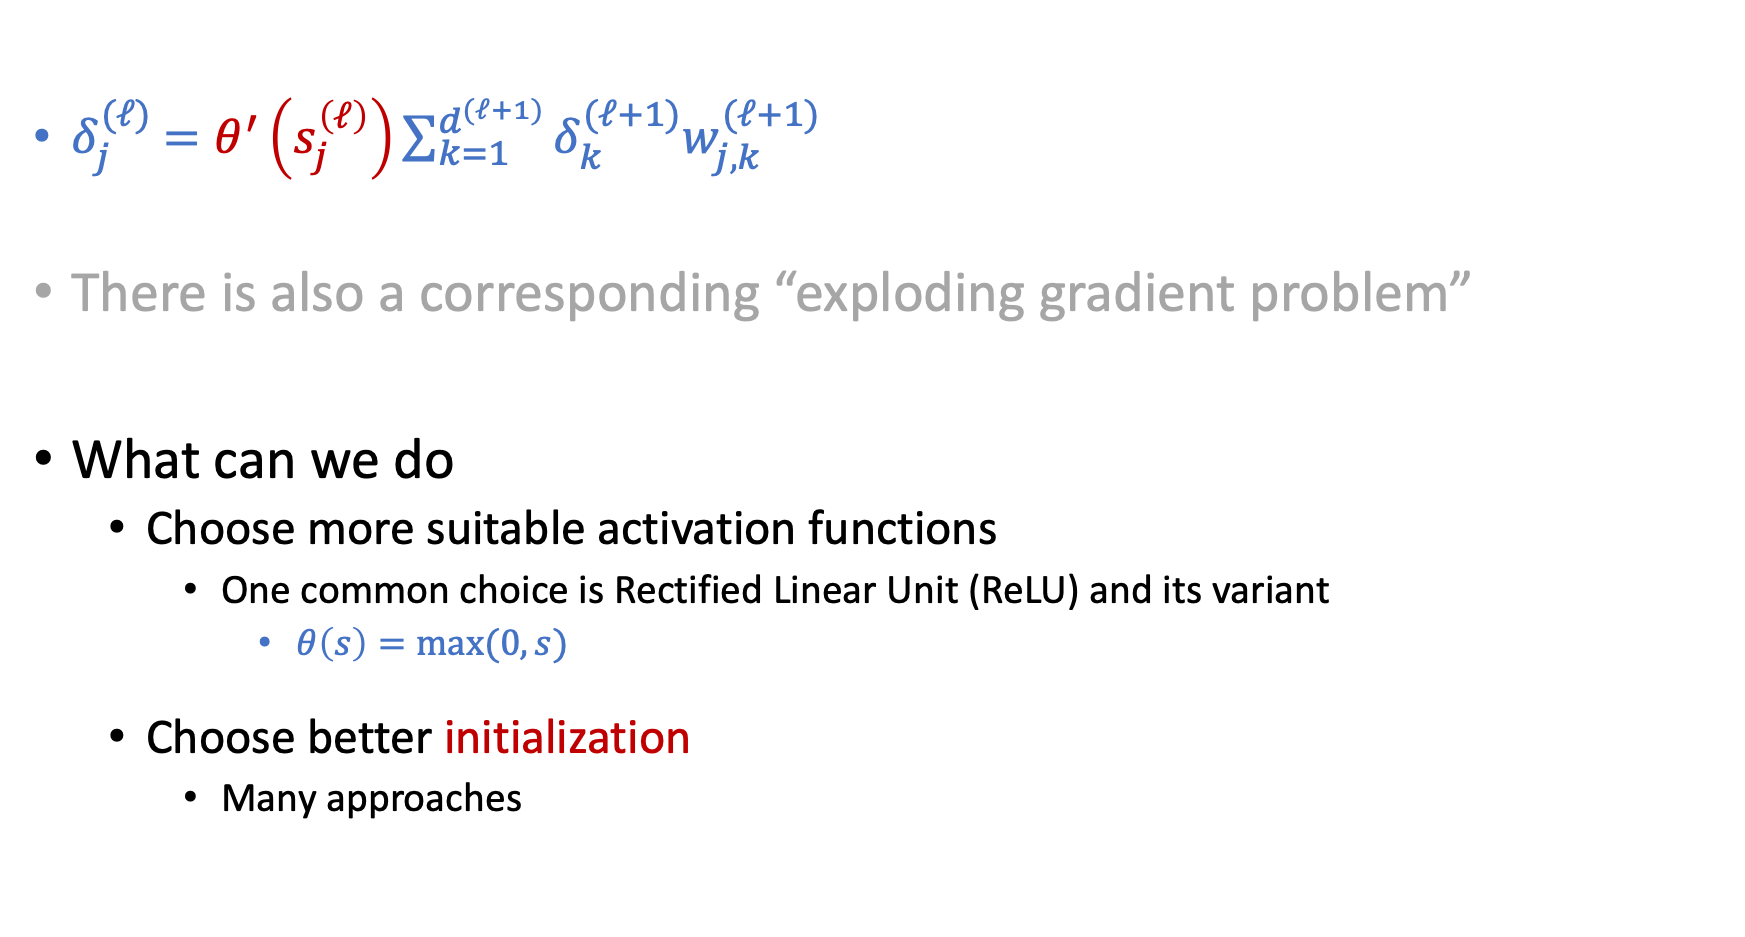 • δ_j^(ℓ) = θ′(s_j^(ℓ)) ∑_{k=1}^{d^(ℓ+1)} δ_k^(ℓ+1) w_{j,k}^(ℓ+1)
• There is also a corresponding “exploding gradient problem”
• What can we do
• Choose more suitable activation functions
• One common choice is Rectified Linear Unit (ReLU) and its variant
• θ(s) = max(0, s)
• Choose better initialization
• Many approaches